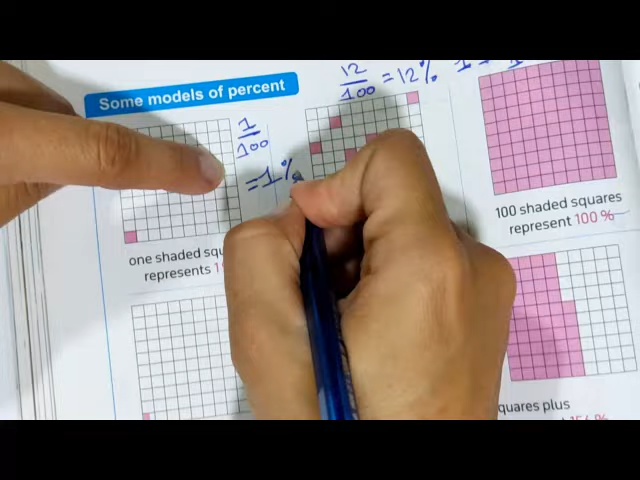 12/100 = 12%
Some models of percent
1/100
= 1%
100 shaded squares
represent 100 %
one shaded squ
represents 1
quares plus